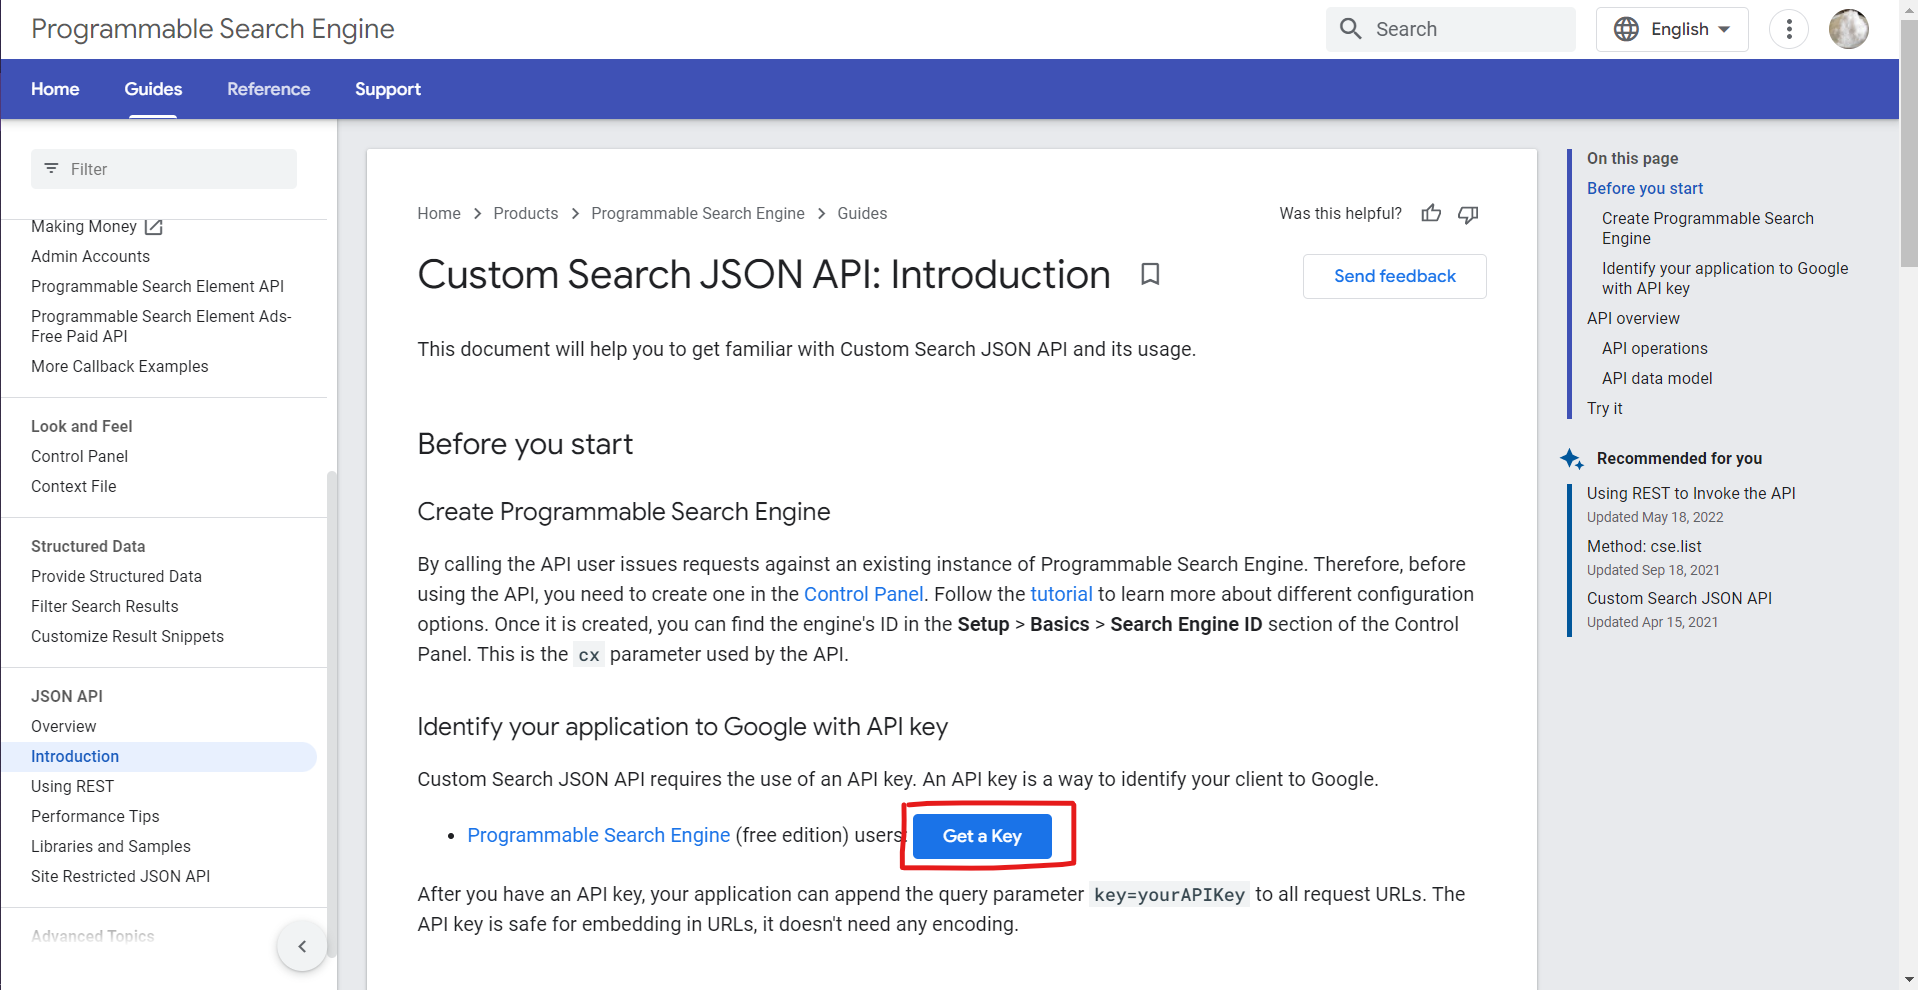 Programmable Search Engine
Search
English
Home
Guides
Reference
Support
Filter
Making Money
Admin Accounts
Programmable Search Element API
Programmable Search Element Ads-
Free Paid API
More Callback Examples
Look and Feel
Control Panel
Context File
Structured Data
Provide Structured Data
Filter Search Results
Customize Result Snippets
JSON API
Overview
Introduction
Using REST
Performance Tips
Libraries and Samples
Site Restricted JSON API
Advanced Topics
Home > Products > Programmable Search Engine > Guides
Was this helpful?
Custom Search JSON API: Introduction
Send feedback
This document will help you to get familiar with Custom Search JSON API and its usage.
Before you start
Create Programmable Search Engine
By calling the API user issues requests against an existing instance of Programmable Search Engine. Therefore, before
using the API, you need to create one in the Control Panel. Follow the tutorial to learn more about different configuration
options. Once it is created, you can find the engine's ID in the Setup > Basics > Search Engine ID section of the Control
Panel. This is the cx parameter used by the API.
Identify your application to Google with API key
Custom Search JSON API requires the use of an API key. An API key is a way to identify your client to Google.
• Programmable Search Engine (free edition) users: Get a Key
After you have an API key, your application can append the query parameter key=yourAPIKey to all request URLs. The
API key is safe for embedding in URLs, it doesn't need any encoding.
On this page
Before you start
Create Programmable Search
Engine
Identify your application to Google
with API key
API overview
API operations
API data model
Try it
Recommended for you
Using REST to Invoke the API
Updated May 18, 2022
Method: cse.list
Updated Sep 18, 2021
Custom Search JSON API
Updated Apr 15, 2021